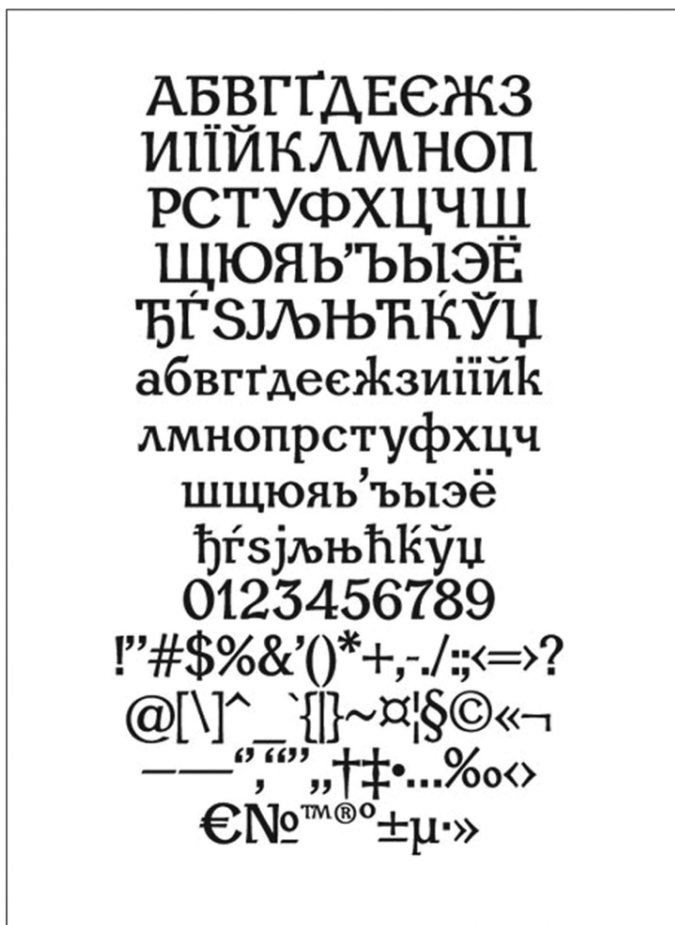 АБВГҐДЕЄЖЗ
ИІЇЙКЛМНОП
РСТУФХЦЧШ
ЩЮЯЬ’ЪЫЭЁ
ЂЃЅЈЉЊЋЌЎЏ
абвгґдеєжзиіїйк
лмнопрстуфхцч
шщюяь’ъыэё
ђѓѕјљњћќўџ
0123456789
!”#$%&’()*+,-./:;<=>?
@[\]^_`{|}~¤¦§©«¬
–—‘’‚“”„†‡•…‰‹›
€№™®°±µ·»